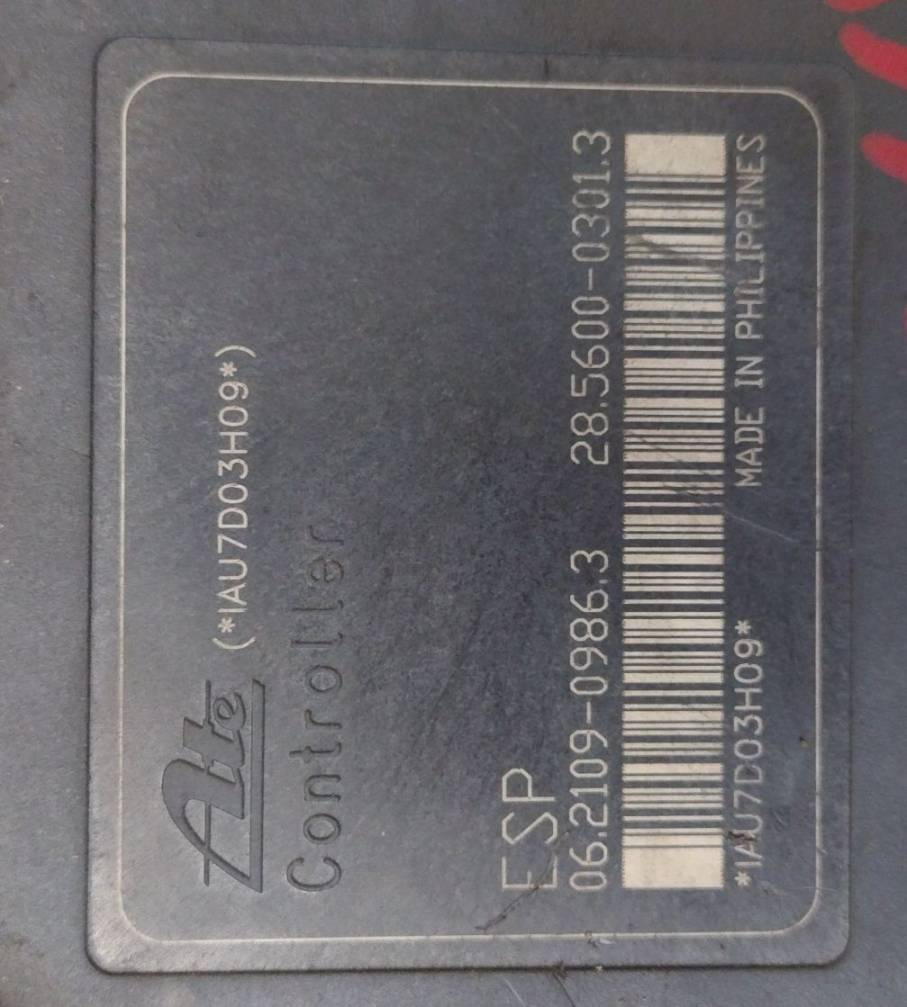 Ate (*IAU7D03H09*)
Controller
ESP
06.2109-0986.3 28.5600-0301.3
*IAU7D03H09* MADE IN PHILIPPINES